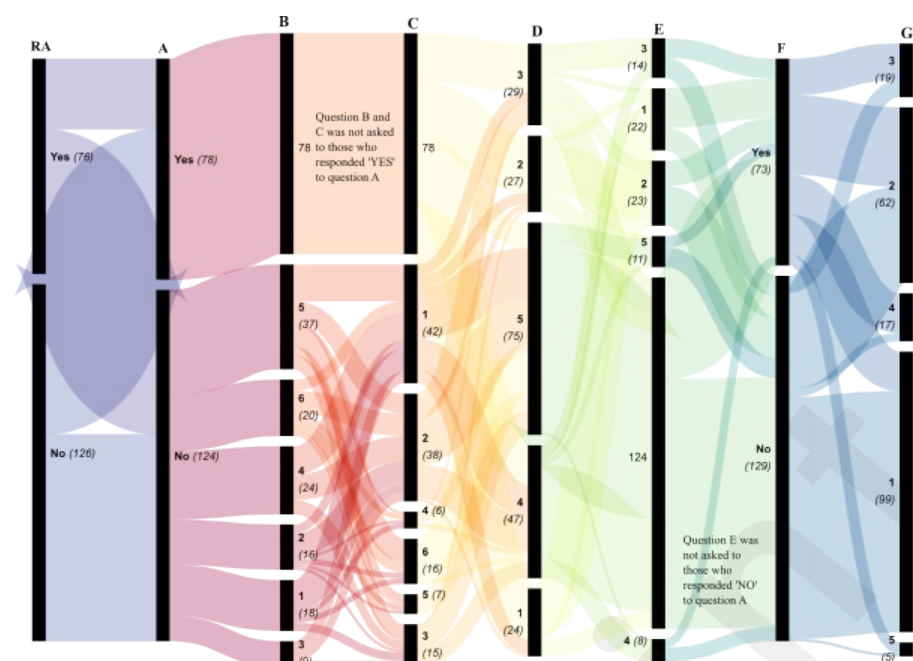 RA
A
B
C
D
E
F
G
Yes (76)
No (126)
Yes (78)
No (124)
78
Question B and
C was not asked
to those who
responded 'YES'
to question A
5
(37)
6
(20)
4
(24)
2
(16)
1
(18)
3
78
1
(42)
2
(38)
4 (6)
6
(16)
5 (7)
3
(15)
3
(29)
2
(27)
5
(75)
4
(47)
1
(24)
3
(14)
1
(22)
2
(23)
5
(11)
124
4 (8)
Question E was
not asked to
those who
responded 'NO'
to question A
Yes
(73)
No
(129)
3
(19)
2
(62)
4
(17)
1
(99)
5
(5)